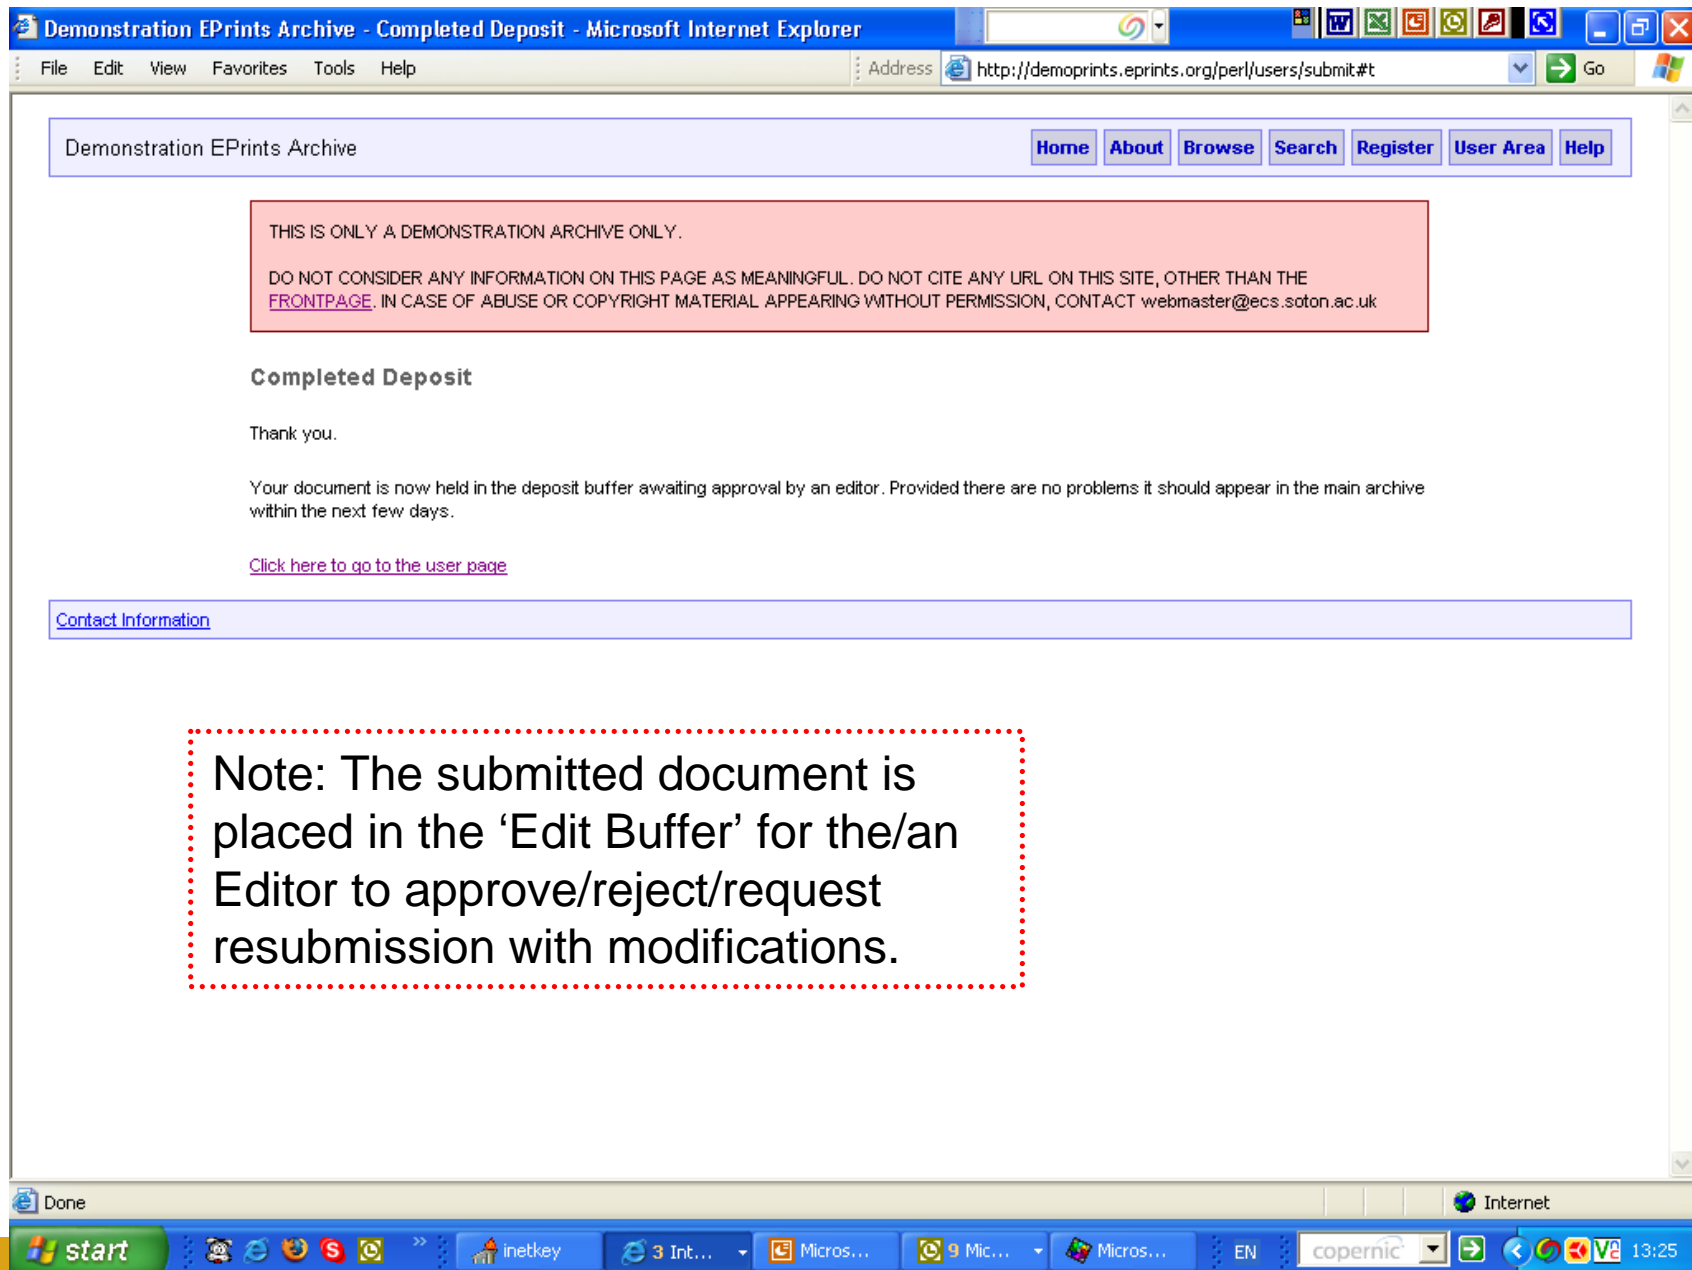 Demonstration EPrints Archive - Completed Deposit - Microsoft Internet Explorer
File Edit View Favorites Tools Help Address http://demoprints.eprints.org/perl/users/submit#t Go
Demonstration EPrints Archive Home About Browse Search Register User Area Help
THIS IS ONLY A DEMONSTRATION ARCHIVE ONLY.
DO NOT CONSIDER ANY INFORMATION ON THIS PAGE AS MEANINGFUL. DO NOT CITE ANY URL ON THIS SITE, OTHER THAN THE
FRONTPAGE. IN CASE OF ABUSE OR COPYRIGHT MATERIAL APPEARING WITHOUT PERMISSION, CONTACT webmaster@ecs.soton.ac.uk
Completed Deposit
Thank you.
Your document is now held in the deposit buffer awaiting approval by an editor. Provided there are no problems it should appear in the main archive
within the next few days.
Click here to go to the user page
Contact Information
Note: The submitted document is
placed in the ‘Edit Buffer’ for the/an
Editor to approve/reject/request
resubmission with modifications.
Done Internet
start inetkey 3 Int... Micros... 9 Mic... Micros... EN copernic 13:25